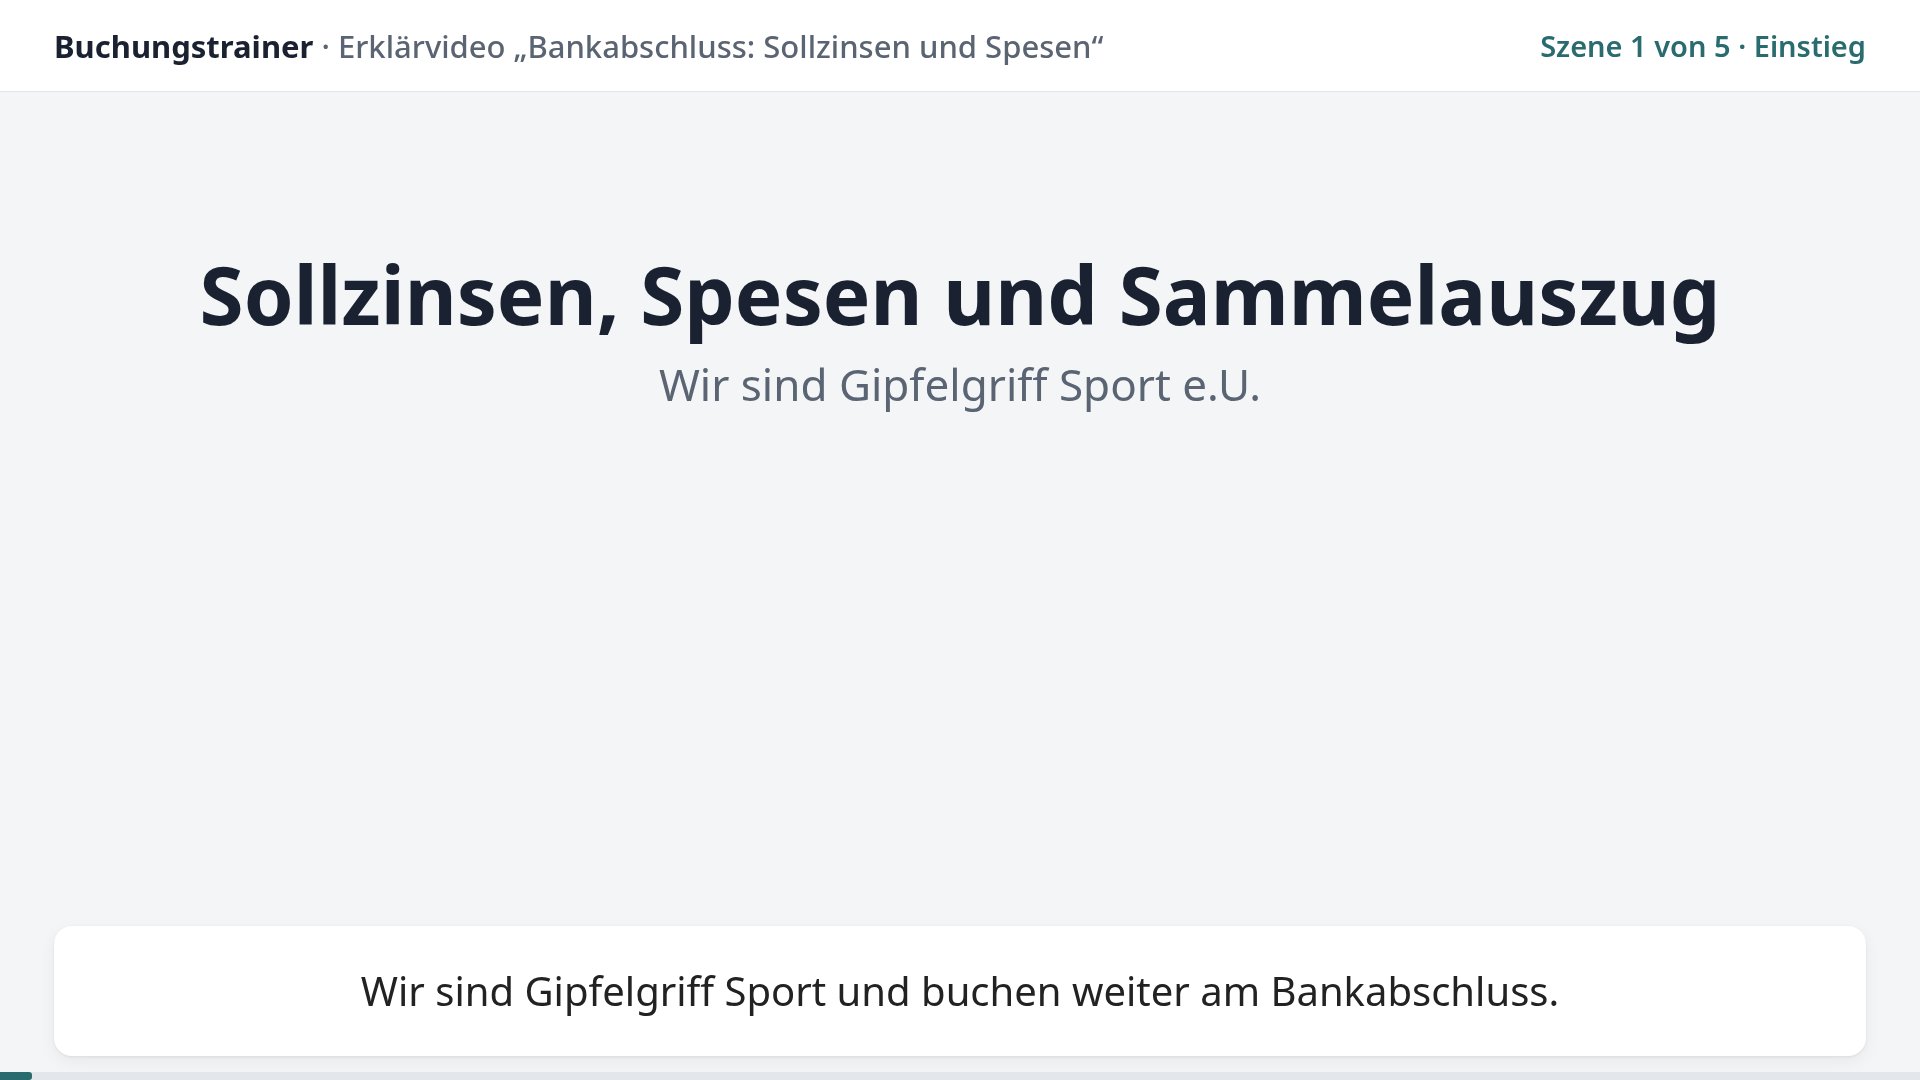 Buchungstrainer · Erklärvideo „Bankabschluss: Sollzinsen und Spesen“
Szene 1 von 5 · Einstieg
Sollzinsen, Spesen und Sammelauszug
Wir sind Gipfelgriff Sport e.U.
Wir sind Gipfelgriff Sport und buchen weiter am Bankabschluss.